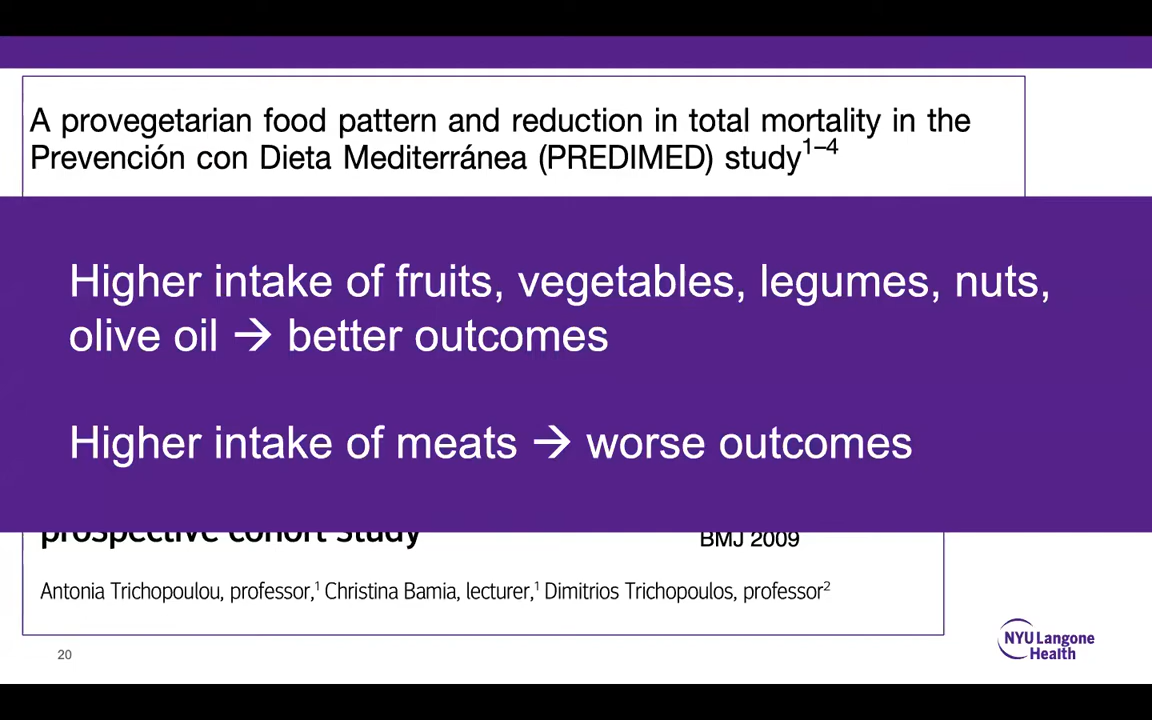 A provegetarian food pattern and reduction in total mortality in the
Prevención con Dieta Mediterránea (PREDIMED) study1–4
Higher intake of fruits, vegetables, legumes, nuts,
olive oil → better outcomes
Higher intake of meats → worse outcomes
prospective cohort study
BMJ 2009
Antonia Trichopoulou, professor,1 Christina Bamia, lecturer,1 Dimitrios Trichopoulos, professor2
20
NYU Langone
Health